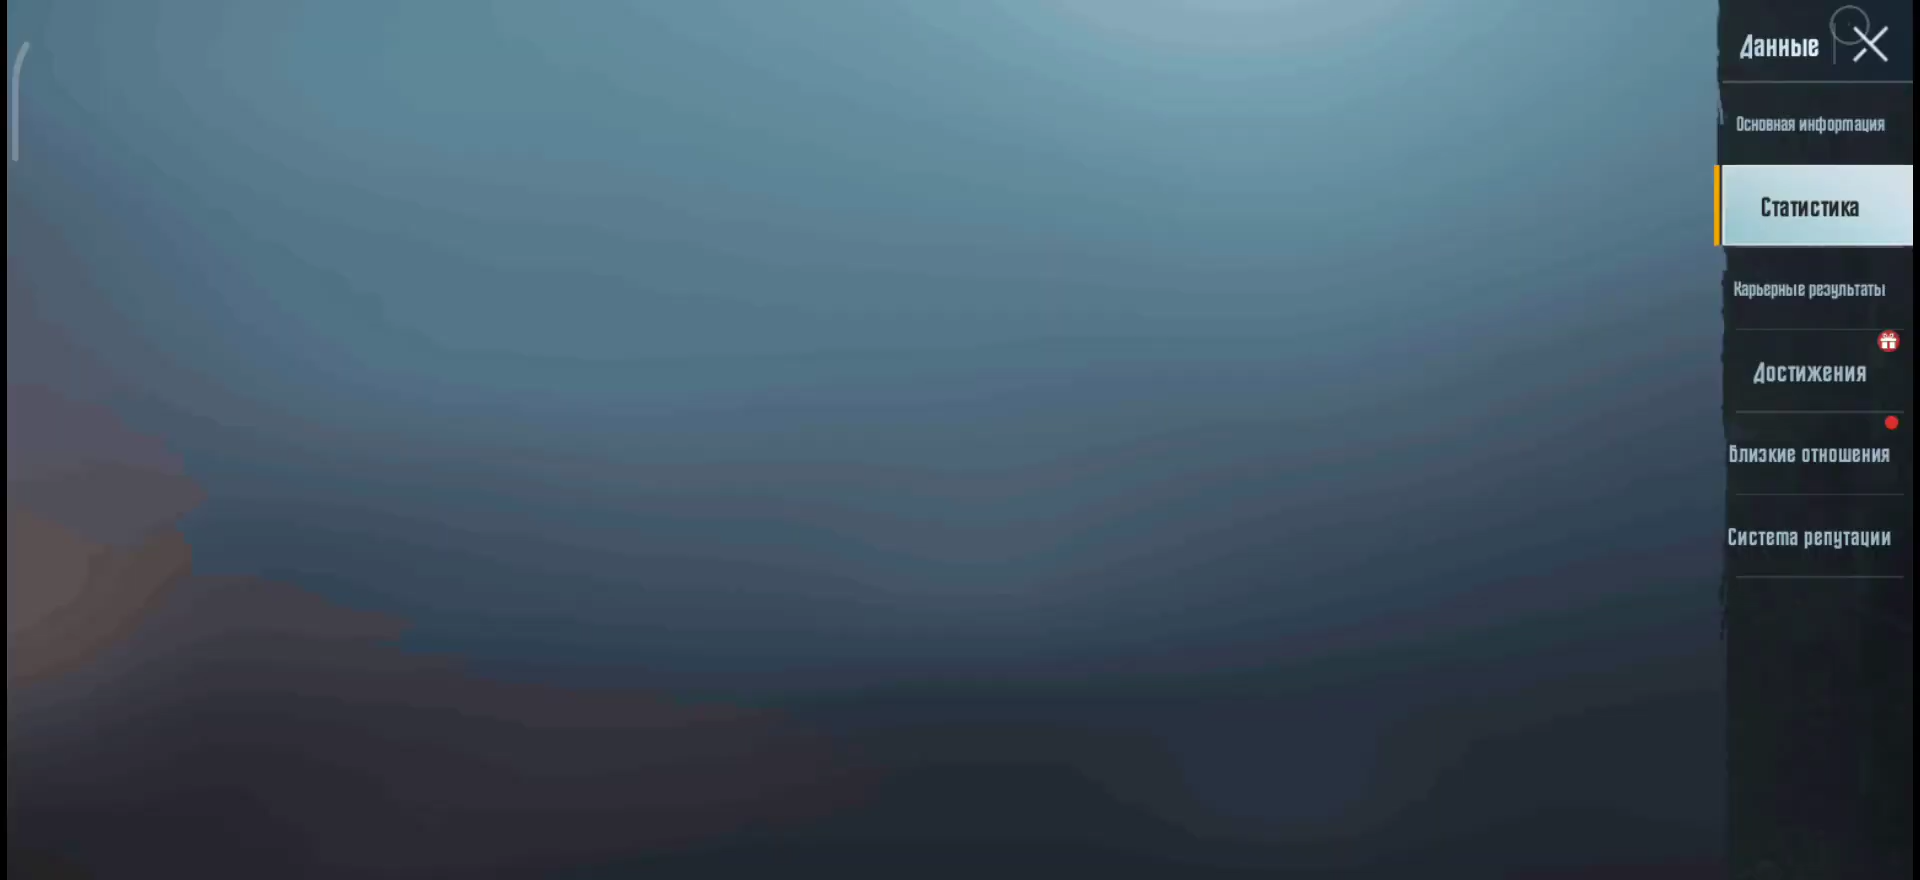 Данные
Основная информация
Статистика
Карьерные результаты
Достижения
Близкие отношения
Система репутации